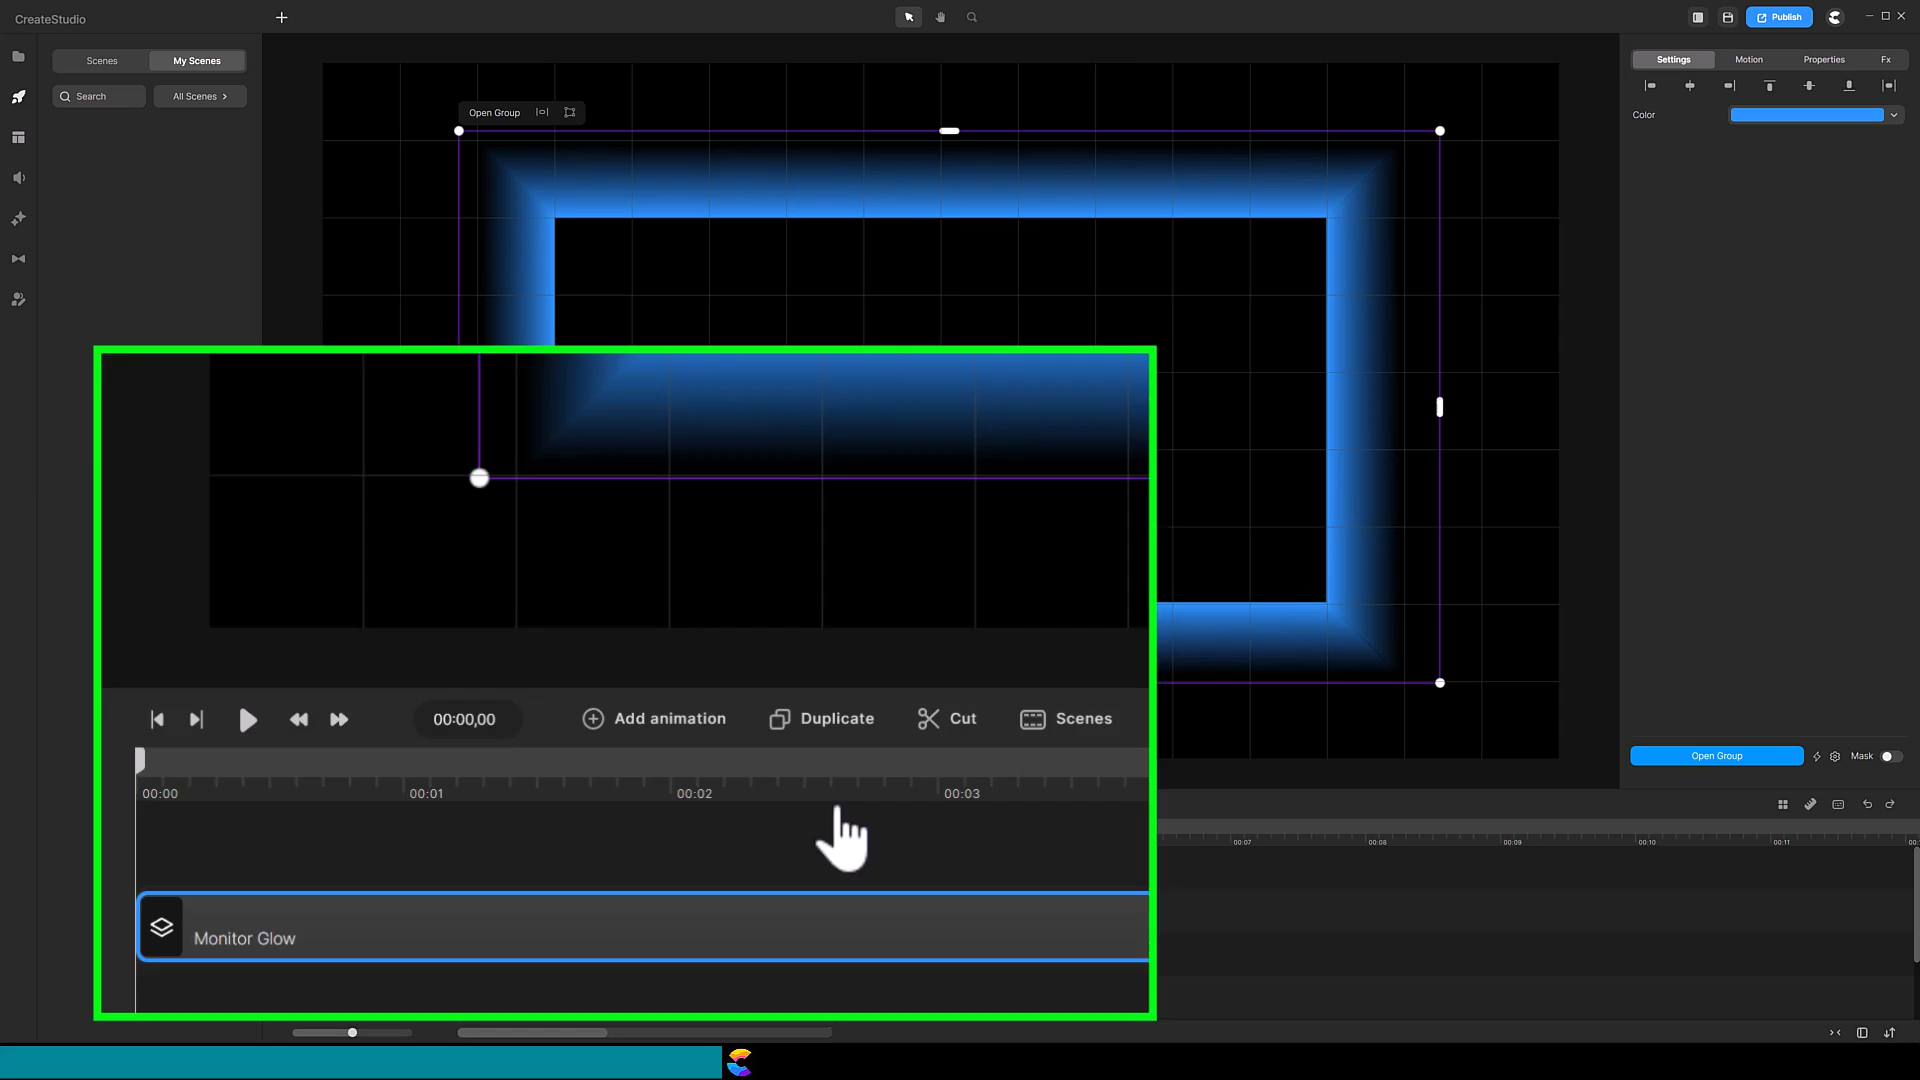 CreateStudio
Publish
Scenes
My Scenes
Search
All Scenes
Open Group
Settings
Motion
Properties
Fx
Color
Open Group
Mask
00:00,00
Add animation
Duplicate
Cut
Scenes
00:00
00:01
00:02
00:03
Monitor Glow
00:07
00:08
00:09
00:10
00:11